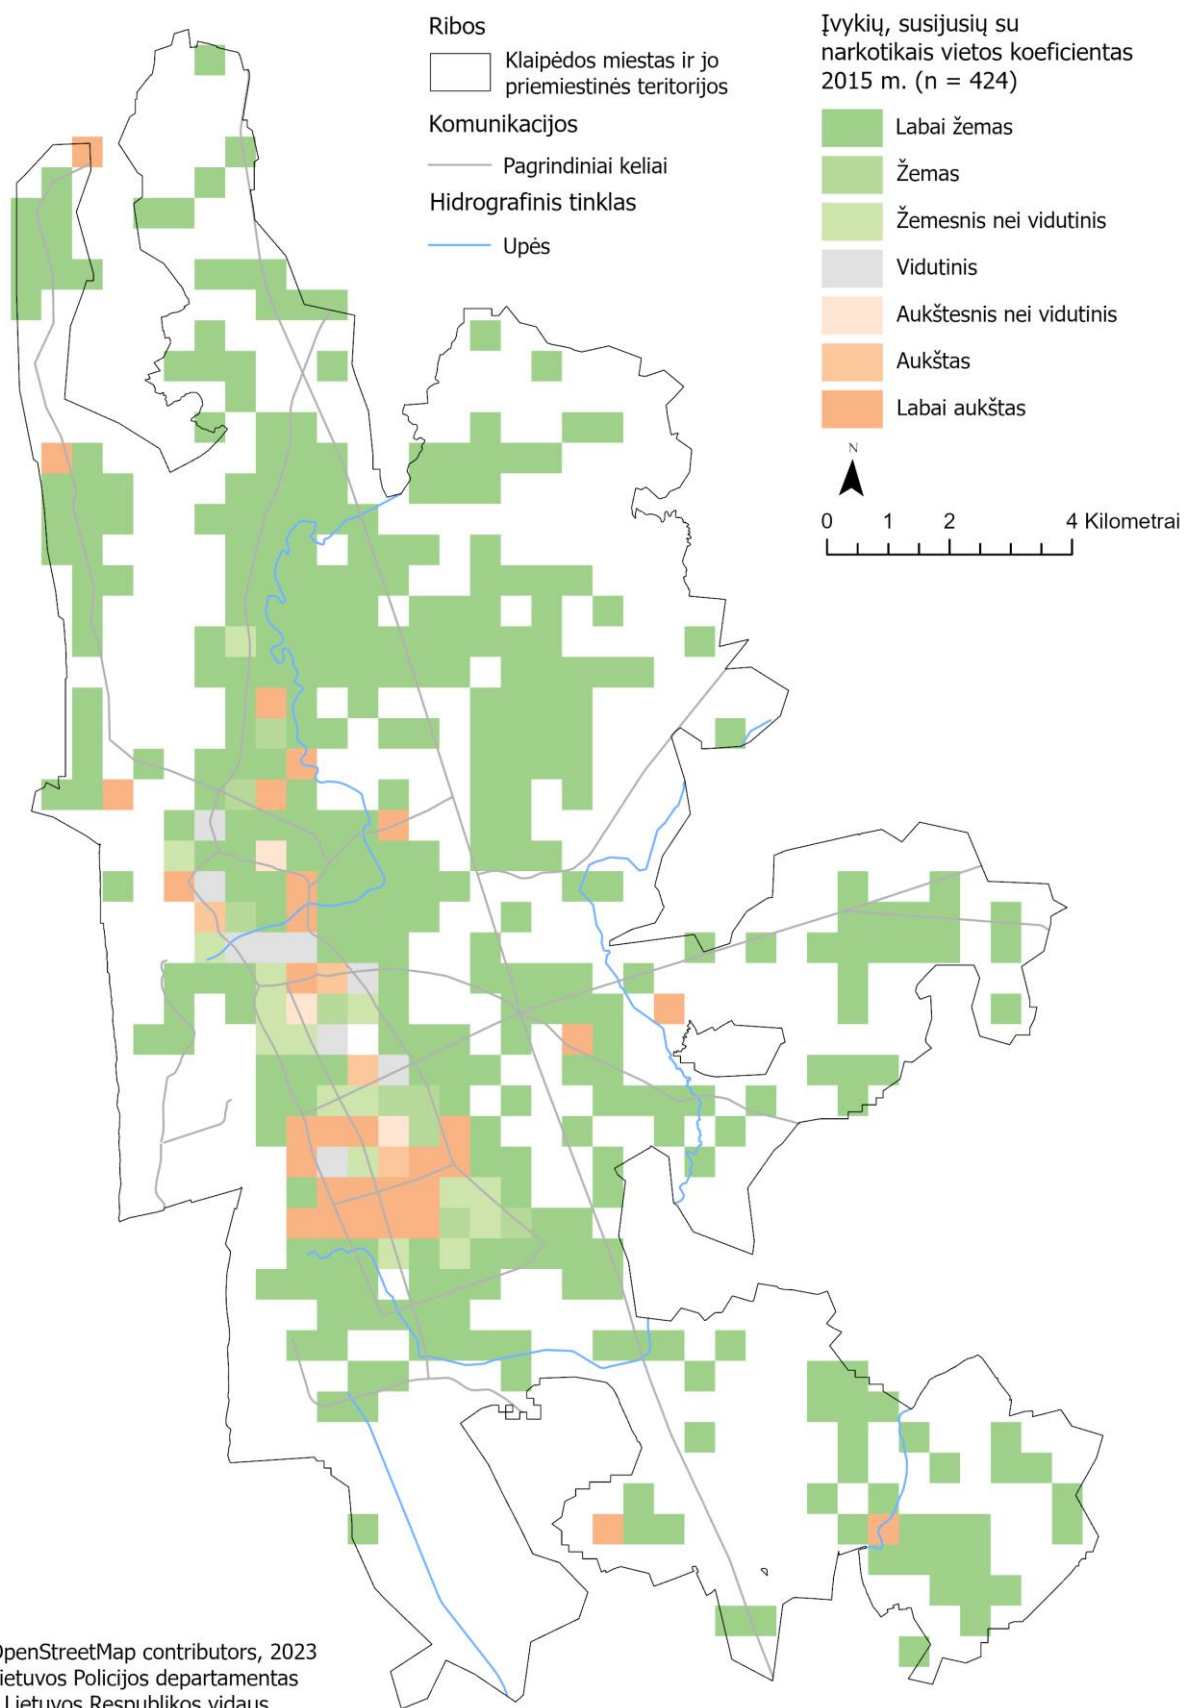 Ribos
Klaipėdos miestas ir jo
priemiestinės teritorijos
Komunikacijos
Pagrindiniai keliai
Hidrografinis tinklas
Upės
Įvykių, susijusių su
narkotikais vietos koeficientas
2015 m. (n = 424)
Labai žemas
Žemas
Žemesnis nei vidutinis
Vidutinis
Aukštesnis nei vidutinis
Aukštas
Labai aukštas
N
0 1 2 4 Kilometrai
OpenStreetMap contributors, 2023
Lietuvos Policijos departamentas
Lietuvos Respublikos vidaus